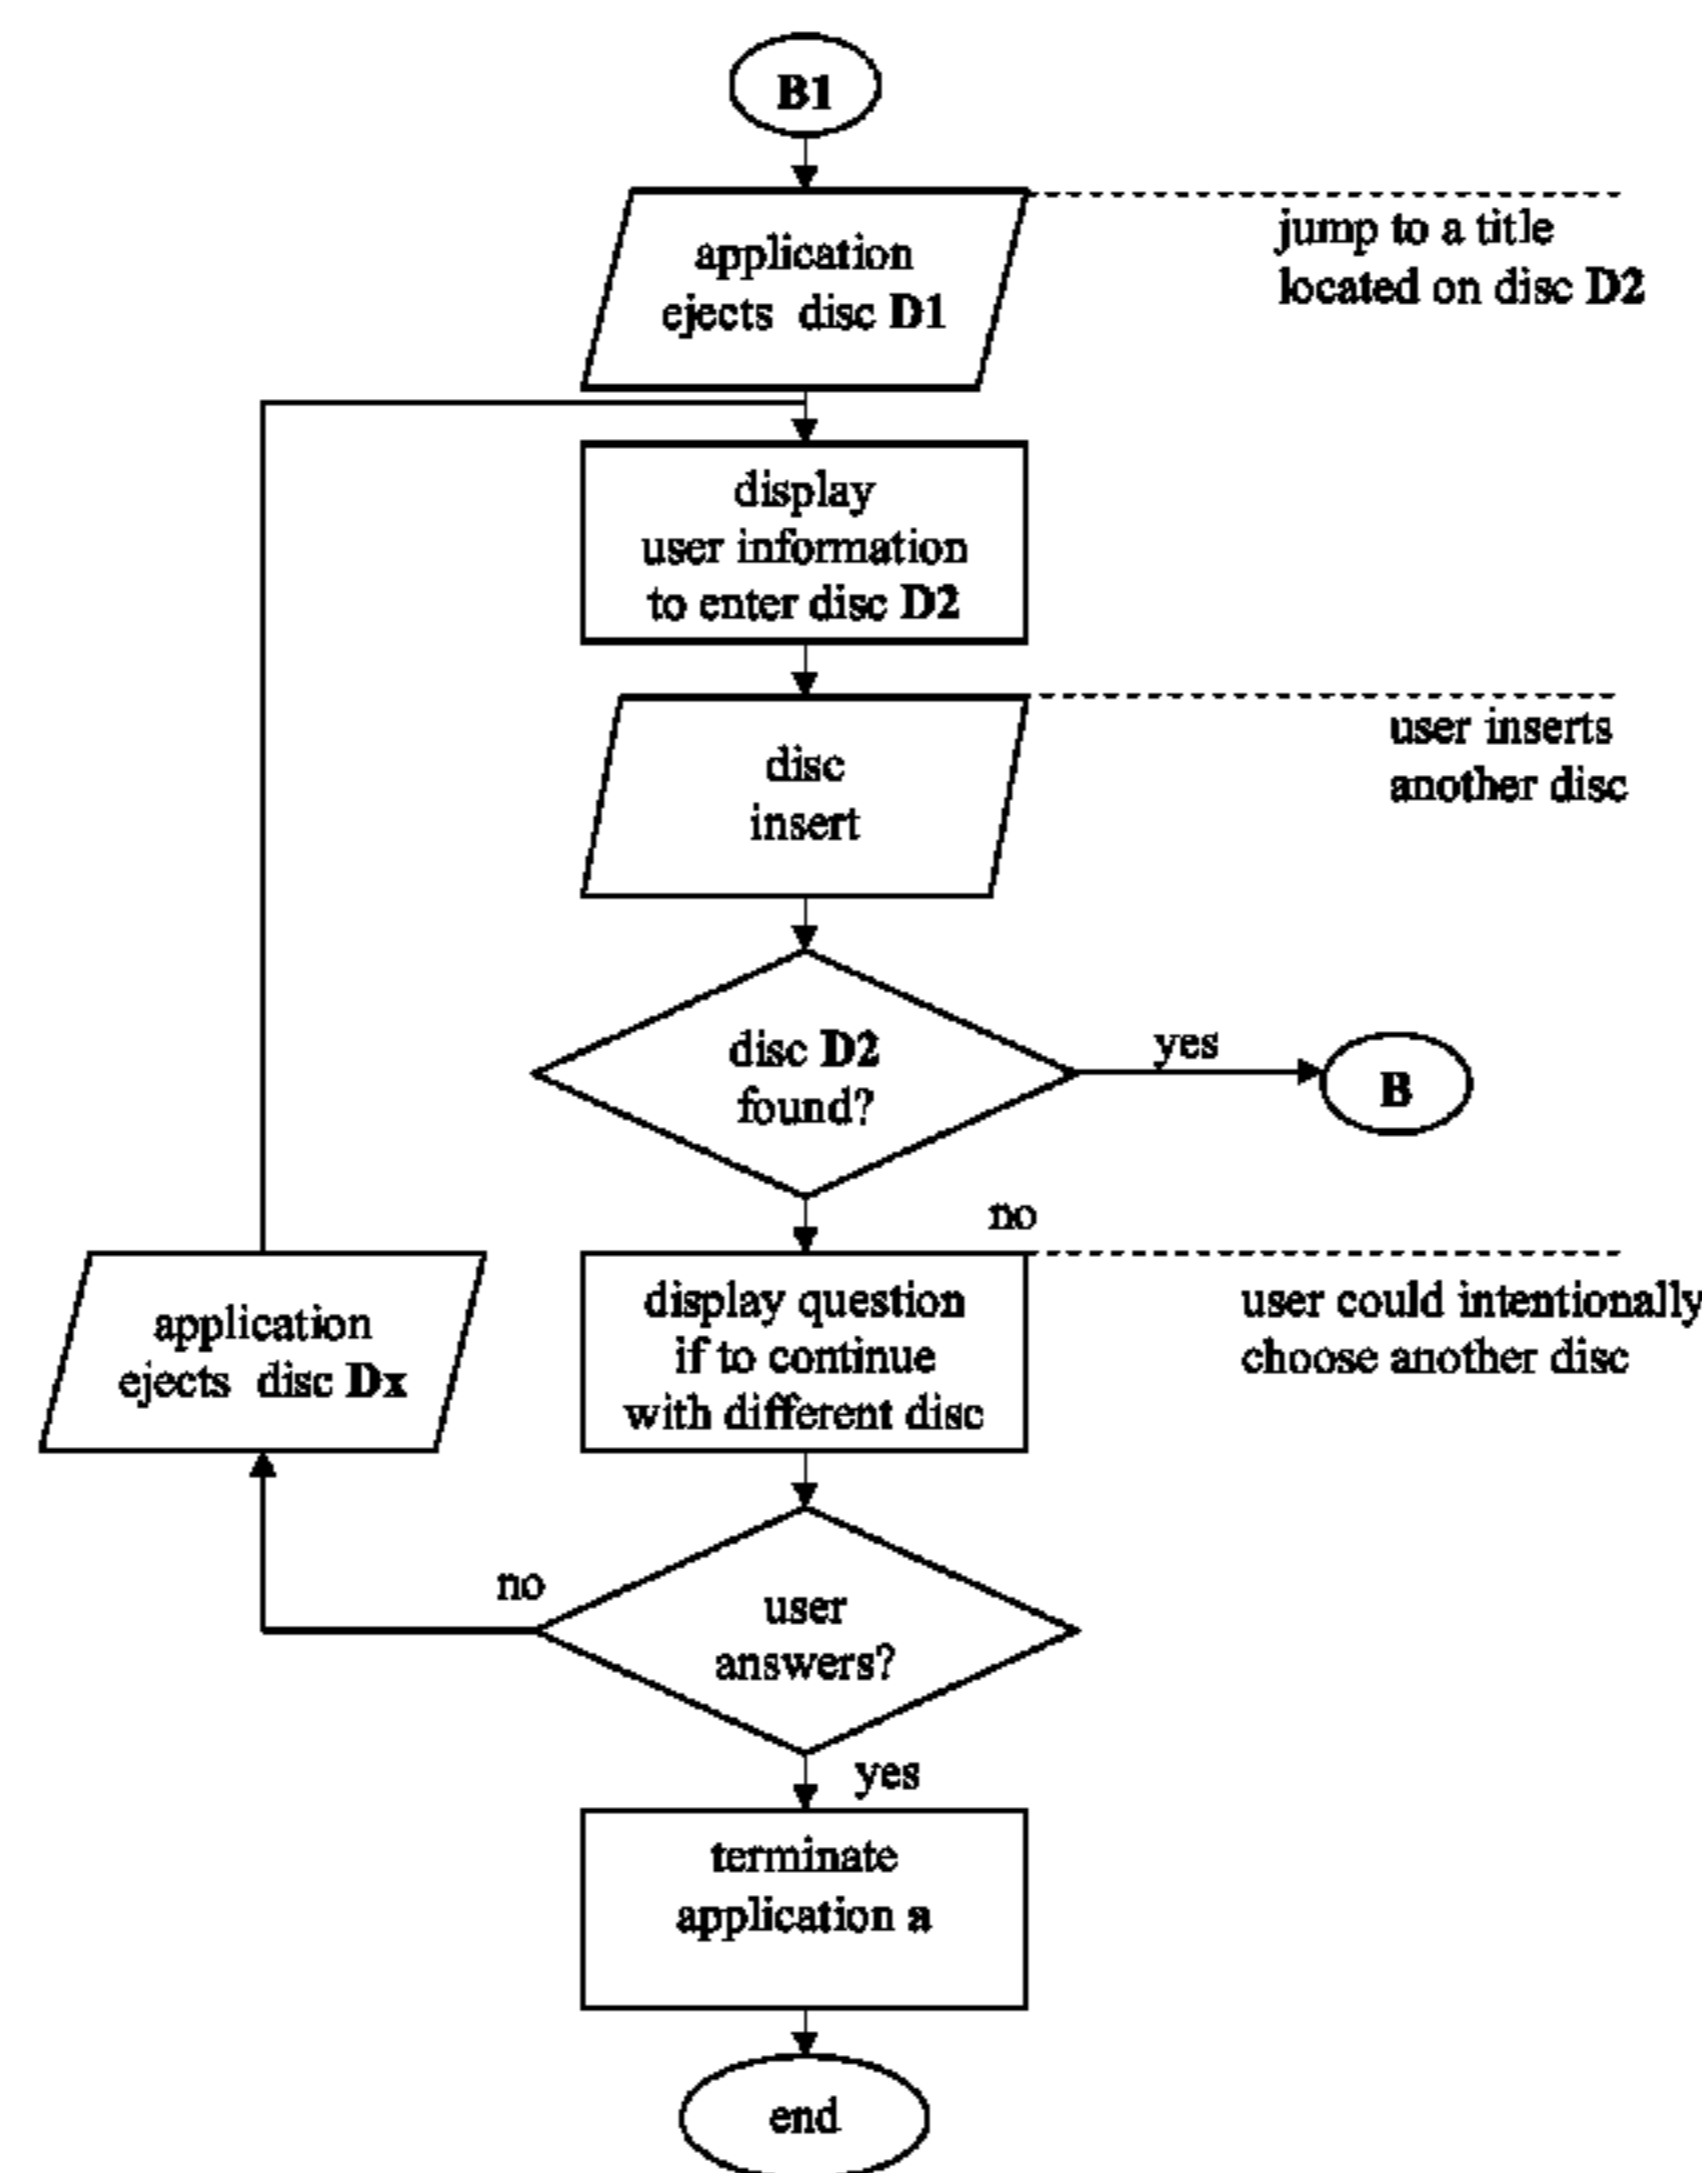 B1
application
ejects disc D1
jump to a title
located on disc D2
display
user information
to enter disc D2
disc
insert
user inserts
another disc
disc D2
found?
yes
B
no
application
ejects disc Dx
display question
if to continue
with different disc
user could intentionally
choose another disc
no
user
answers?
yes
terminate
application a
end